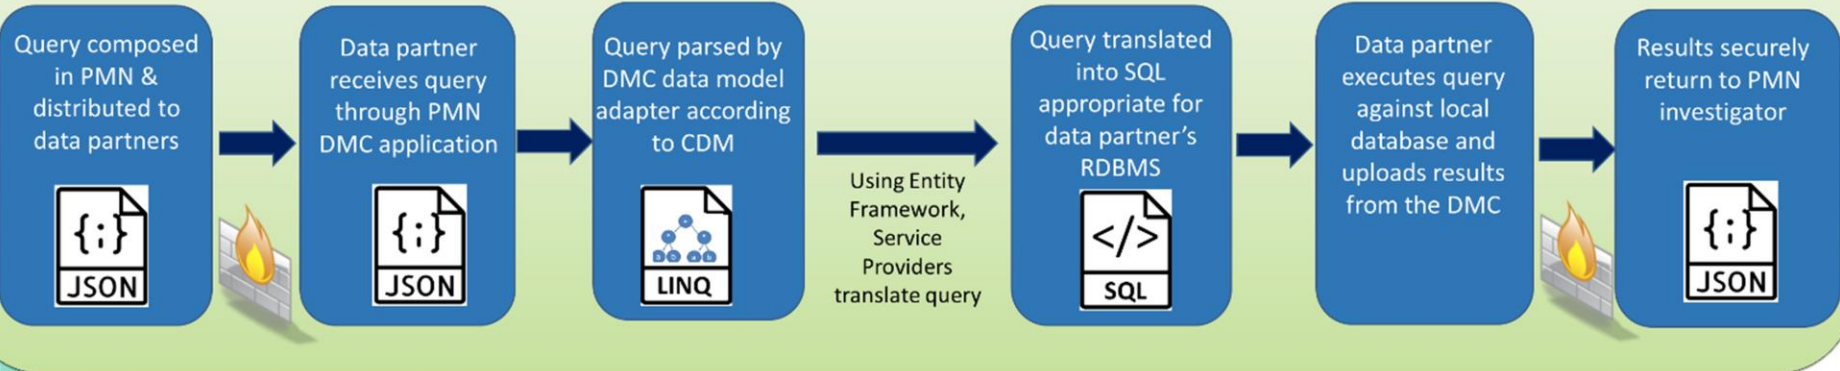 Query composed
in PMN &
distributed to
data partners
{;}
JSON
Data partner
receives query
through PMN
DMC application
{;}
JSON
Query parsed by
DMC data model
adapter according
to CDM
LINQ
Using Entity
Framework,
Service
Providers
translate query
Query translated
into SQL
appropriate for
data partner's
RDBMS
</>
SQL
Data partner
executes query
against local
database and
uploads results
from the DMC
Results securely
return to PMN
investigator
{;}
JSON